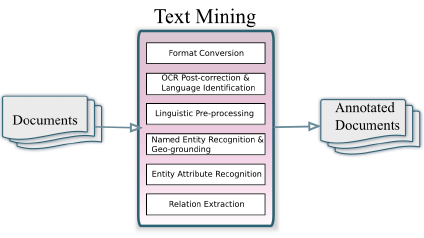 Text Mining
Documents
Format Conversion
OCR Post-correction &
Language Identification
Linguistic Pre-processing
Named Entity Recognition &
Geo-grounding
Entity Attribute Recognition
Relation Extraction
Annotated
Documents